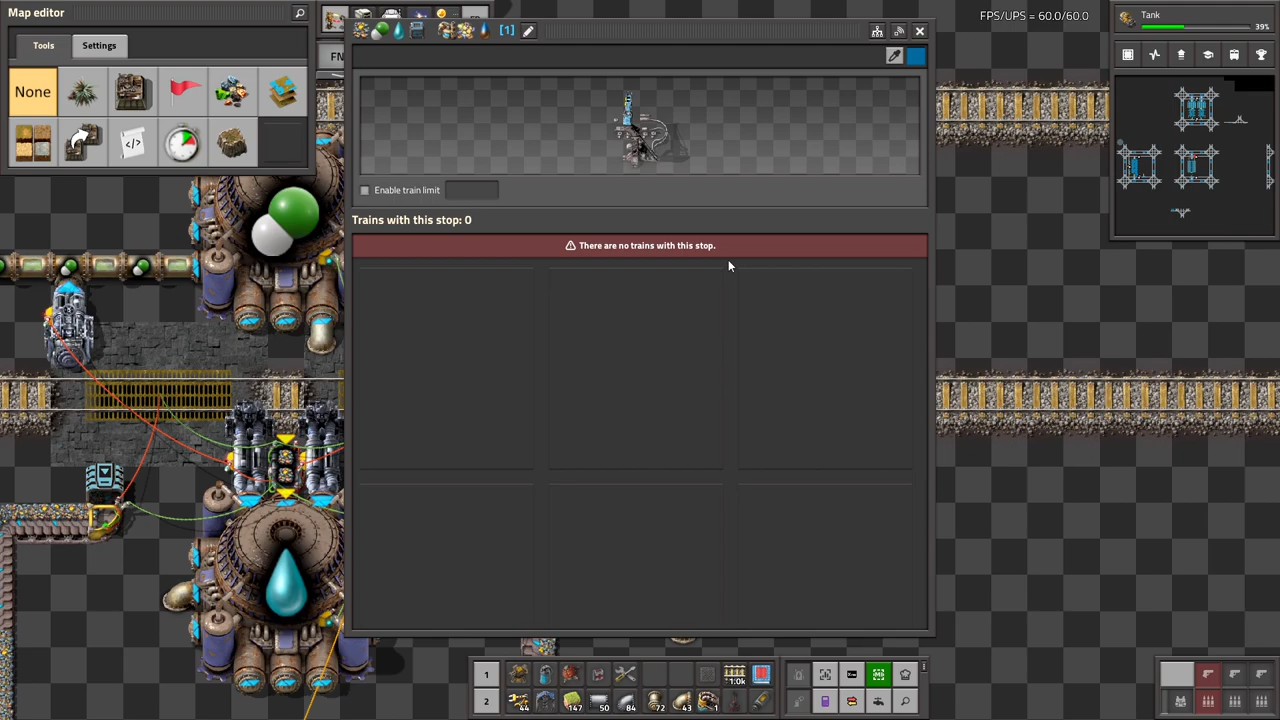 Map editor
Tools
Settings
None
FN
[1]
FPS/UPS = 60.0/60.0
Tank
39%
Enable train limit
Trains with this stop: 0
There are no trains with this stop.
1
1.0k
2
44
147
50
84
72
43
1